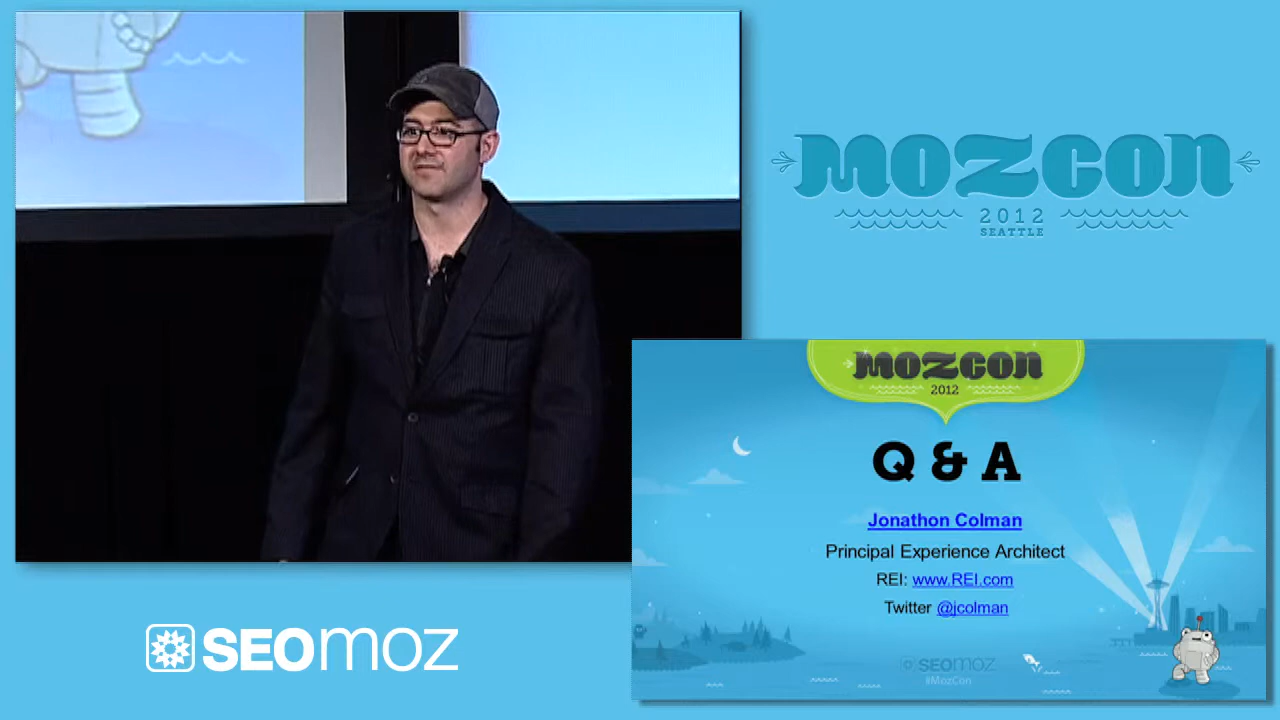 MOZCON
2012
SEATTLE
MOZCON
2012
Q & A
Jonathon Colman
Principal Experience Architect
REI: www.REI.com
Twitter @jcolman
SEOMOZ
#MozCon
SEOMOZ